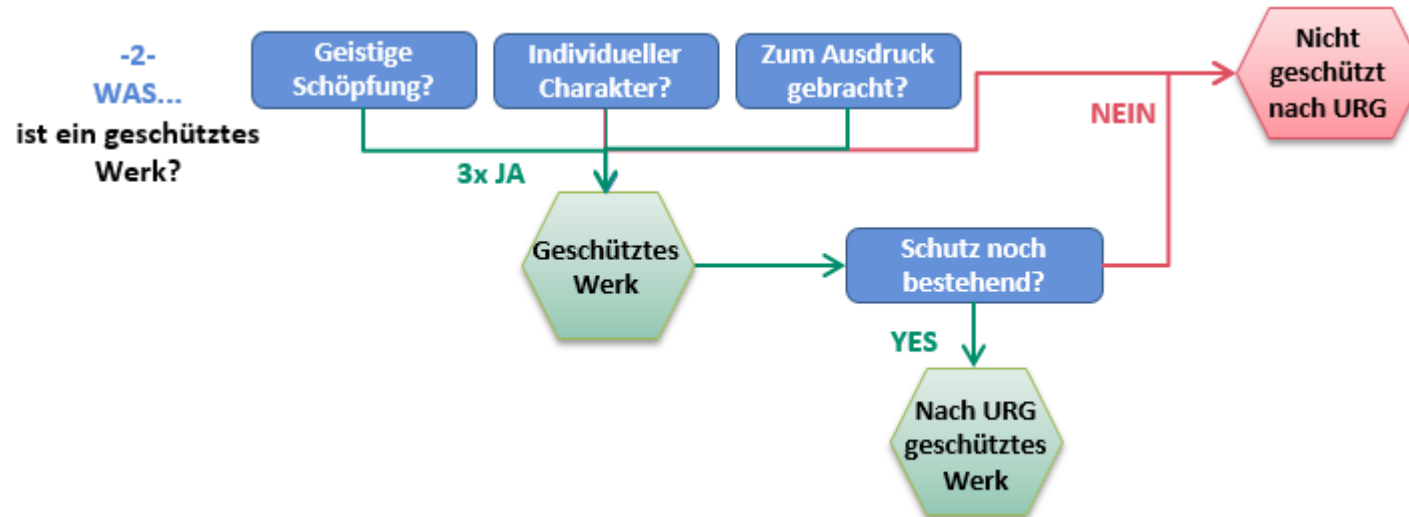 -2-
WAS...
ist ein geschütztes
Werk?
Geistige
Schöpfung?
Individueller
Charakter?
Zum Ausdruck
gebracht?
Nicht
geschützt
nach URG
NEIN
3x JA
Geschütztes
Werk
Schutz noch
bestehend?
YES
Nach URG
geschütztes
Werk